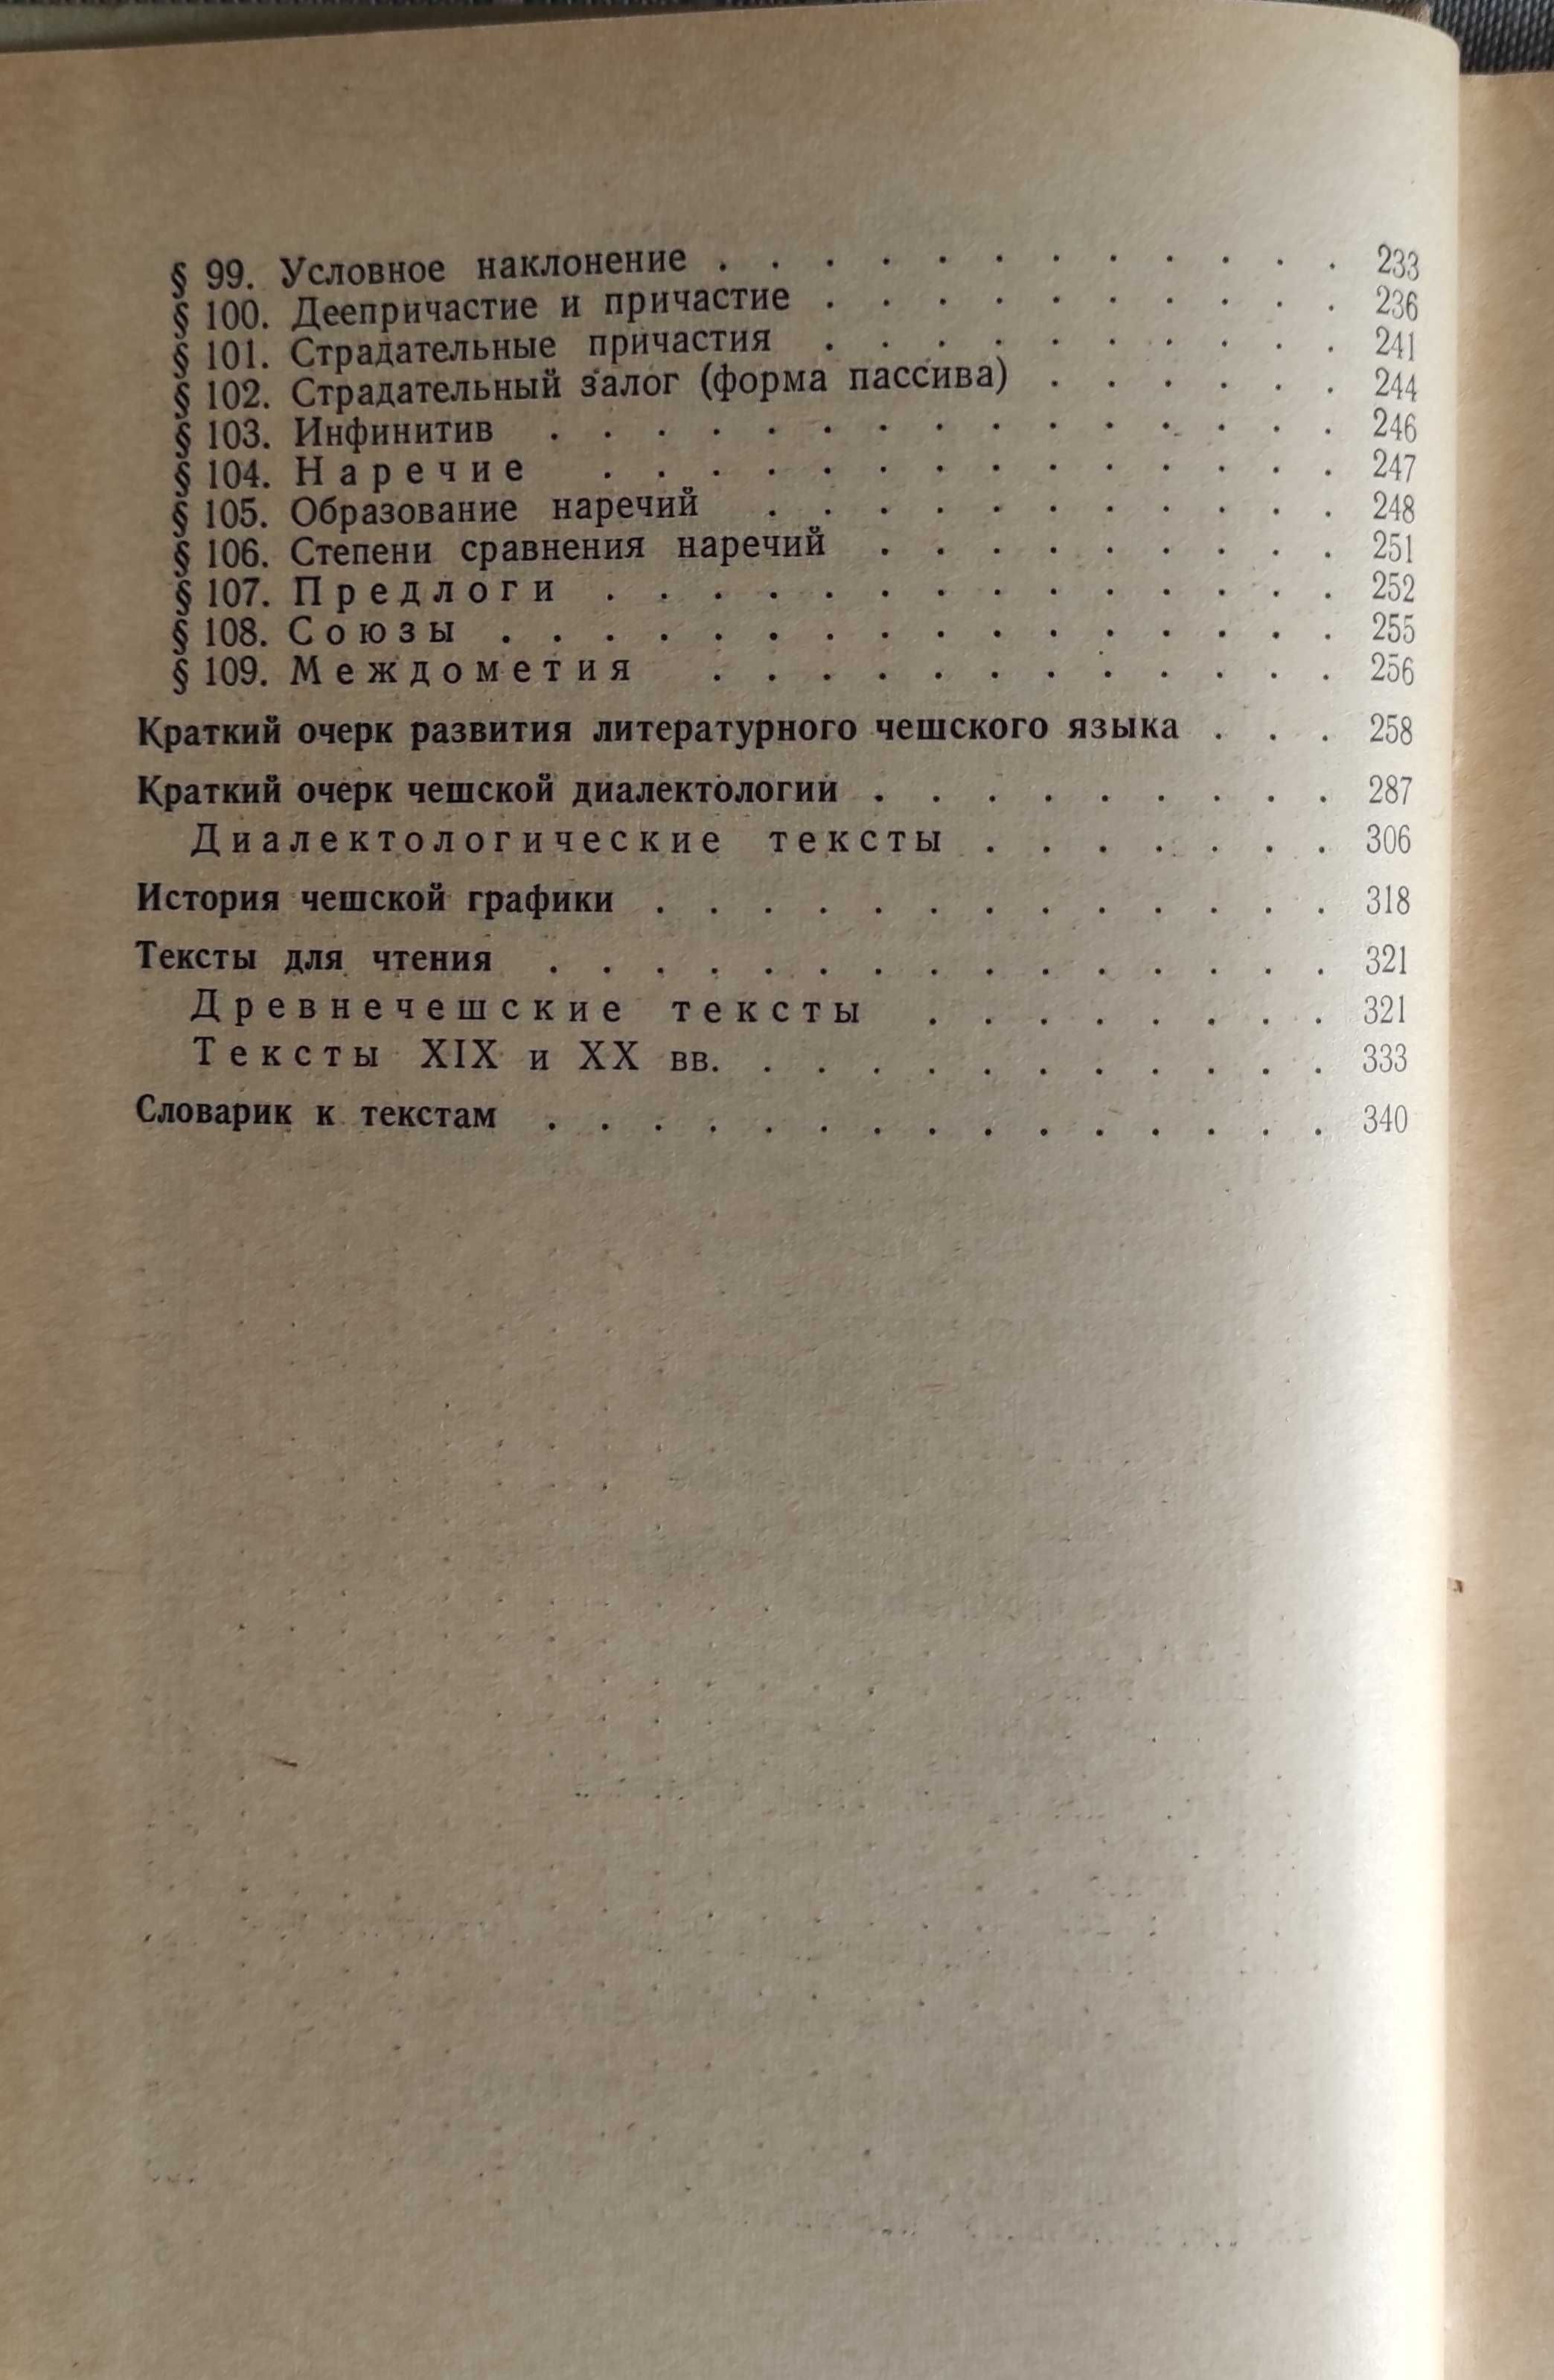 § 99. Условное наклонение . . . . . . . . . . . . 233
§ 100. Деепричастие и причастие . . . . . . . . . . 236
§ 101. Страдательные причастия . . . . . . . . . . 241
§ 102. Страдательный залог (форма пассива) . . . . . . 244
§ 103. Инфинитив . . . . . . . . . . . . . . . 246
§ 104. Наречие . . . . . . . . . . . . . . 247
§ 105. Образование наречий . . . . . . . . . . . 248
§ 106. Степени сравнения наречий . . . . . . . . . 251
§ 107. Предлоги . . . . . . . . . . . . . . 252
§ 108. Союзы . . . . . . . . . . . . . . . . 255
§ 109. Междометия . . . . . . . . . . . . 256
Краткий очерк развития литературного чешского языка . . . 258
Краткий очерк чешской диалектологии . . . . . . . . . 287
Диалектологические тексты . . . . . . . 306
История чешской графики . . . . . . . . . . . . . 318
Тексты для чтения . . . . . . . . . . . . . . . 321
Древнечешские тексты . . . . . . . . 321
Тексты XIX и XX вв. . . . . . . . . . . . 333
Словарик к текстам . . . . . . . . . . . . . . . 340